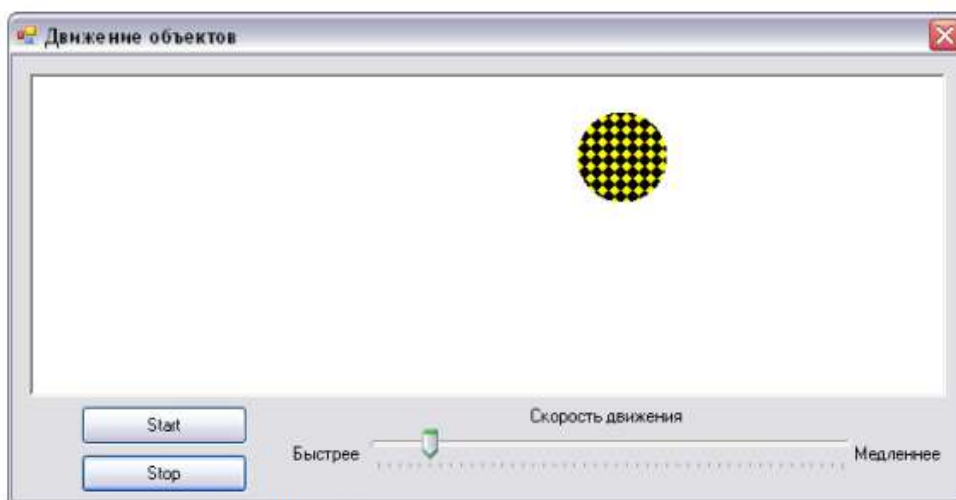 Движение объектов
Start
Stop
Скорость движения
Быстрее
Медленнее